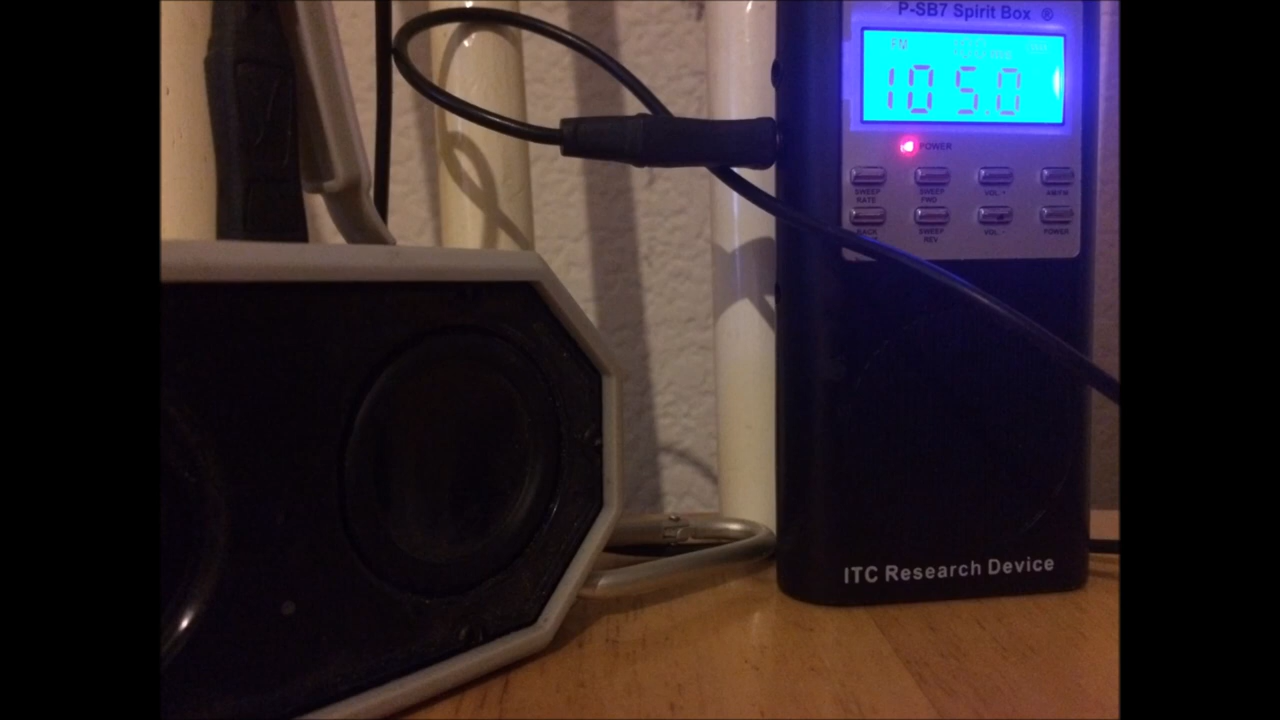 P-SB7 Spirit Box ®
105.0
POWER
SWEEP RATE
SWEEP FWD
VOL +
AM/FM
BACK
SWEEP REV
VOL -
POWER
ITC Research Device